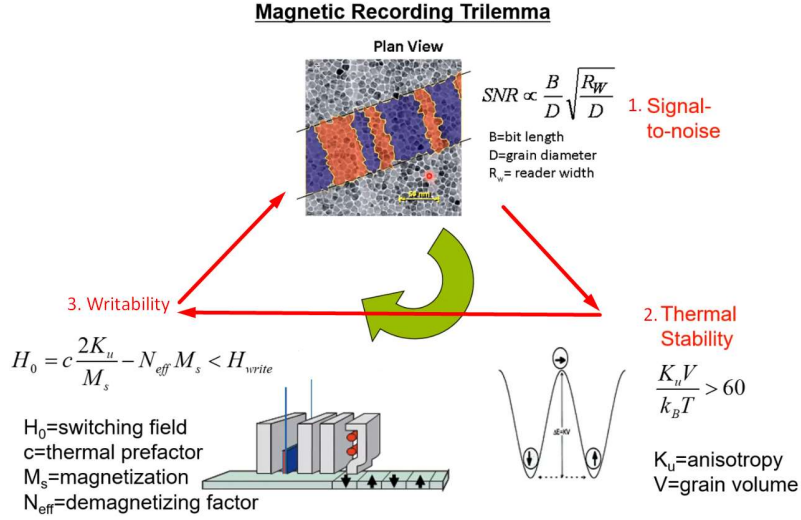 Magnetic Recording Trilemma
Plan View
SNR ∝ B/D √(R_W/D)
1. Signal-
to-noise
B=bit length
D=grain diameter
R_w= reader width
50 nm
3. Writability
2. Thermal
Stability
H_0 = c 2K_u/M_s − N_eff M_s < H_write
K_uV/k_BT > 60
H_0=switching field
c=thermal prefactor
M_s=magnetization
N_eff=demagnetizing factor
K_u=anisotropy
V=grain volume